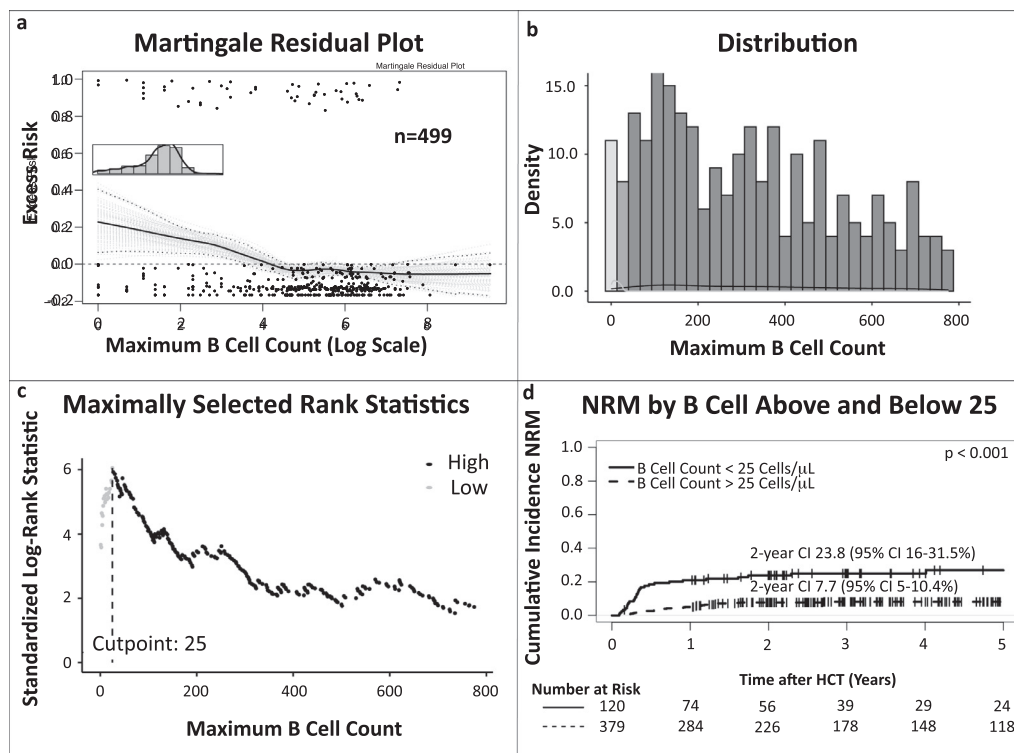 a
Martingale Residual Plot
Martingale Residual Plot
n=499
Excess Risk
1.0
0.8
0.6
0.4
0.2
0.0
-0.2
0 2 4 6 8
Maximum B Cell Count (Log Scale)
b
Distribution
Density
15.0
10.0
5.0
0.0
0 200 400 600 800
Maximum B Cell Count
c
Maximally Selected Rank Statistics
Standardized Log-Rank Statistic
6
4
2
0
High
Low
Cutpoint: 25
0 200 400 600 800
Maximum B Cell Count
d
NRM by B Cell Above and Below 25
Cumulative Incidence NRM
1.0
0.8
0.6
0.4
0.2
0.0
p < 0.001
B Cell Count < 25 Cells/μL
B Cell Count > 25 Cells/μL
2-year CI 23.8 (95% CI 16-31.5%)
2-year CI 7.7 (95% CI 5-10.4%)
0 1 2 3 4 5
Time after HCT (Years)
Number at Risk
120 74 56 39 29 24
379 284 226 178 148 118